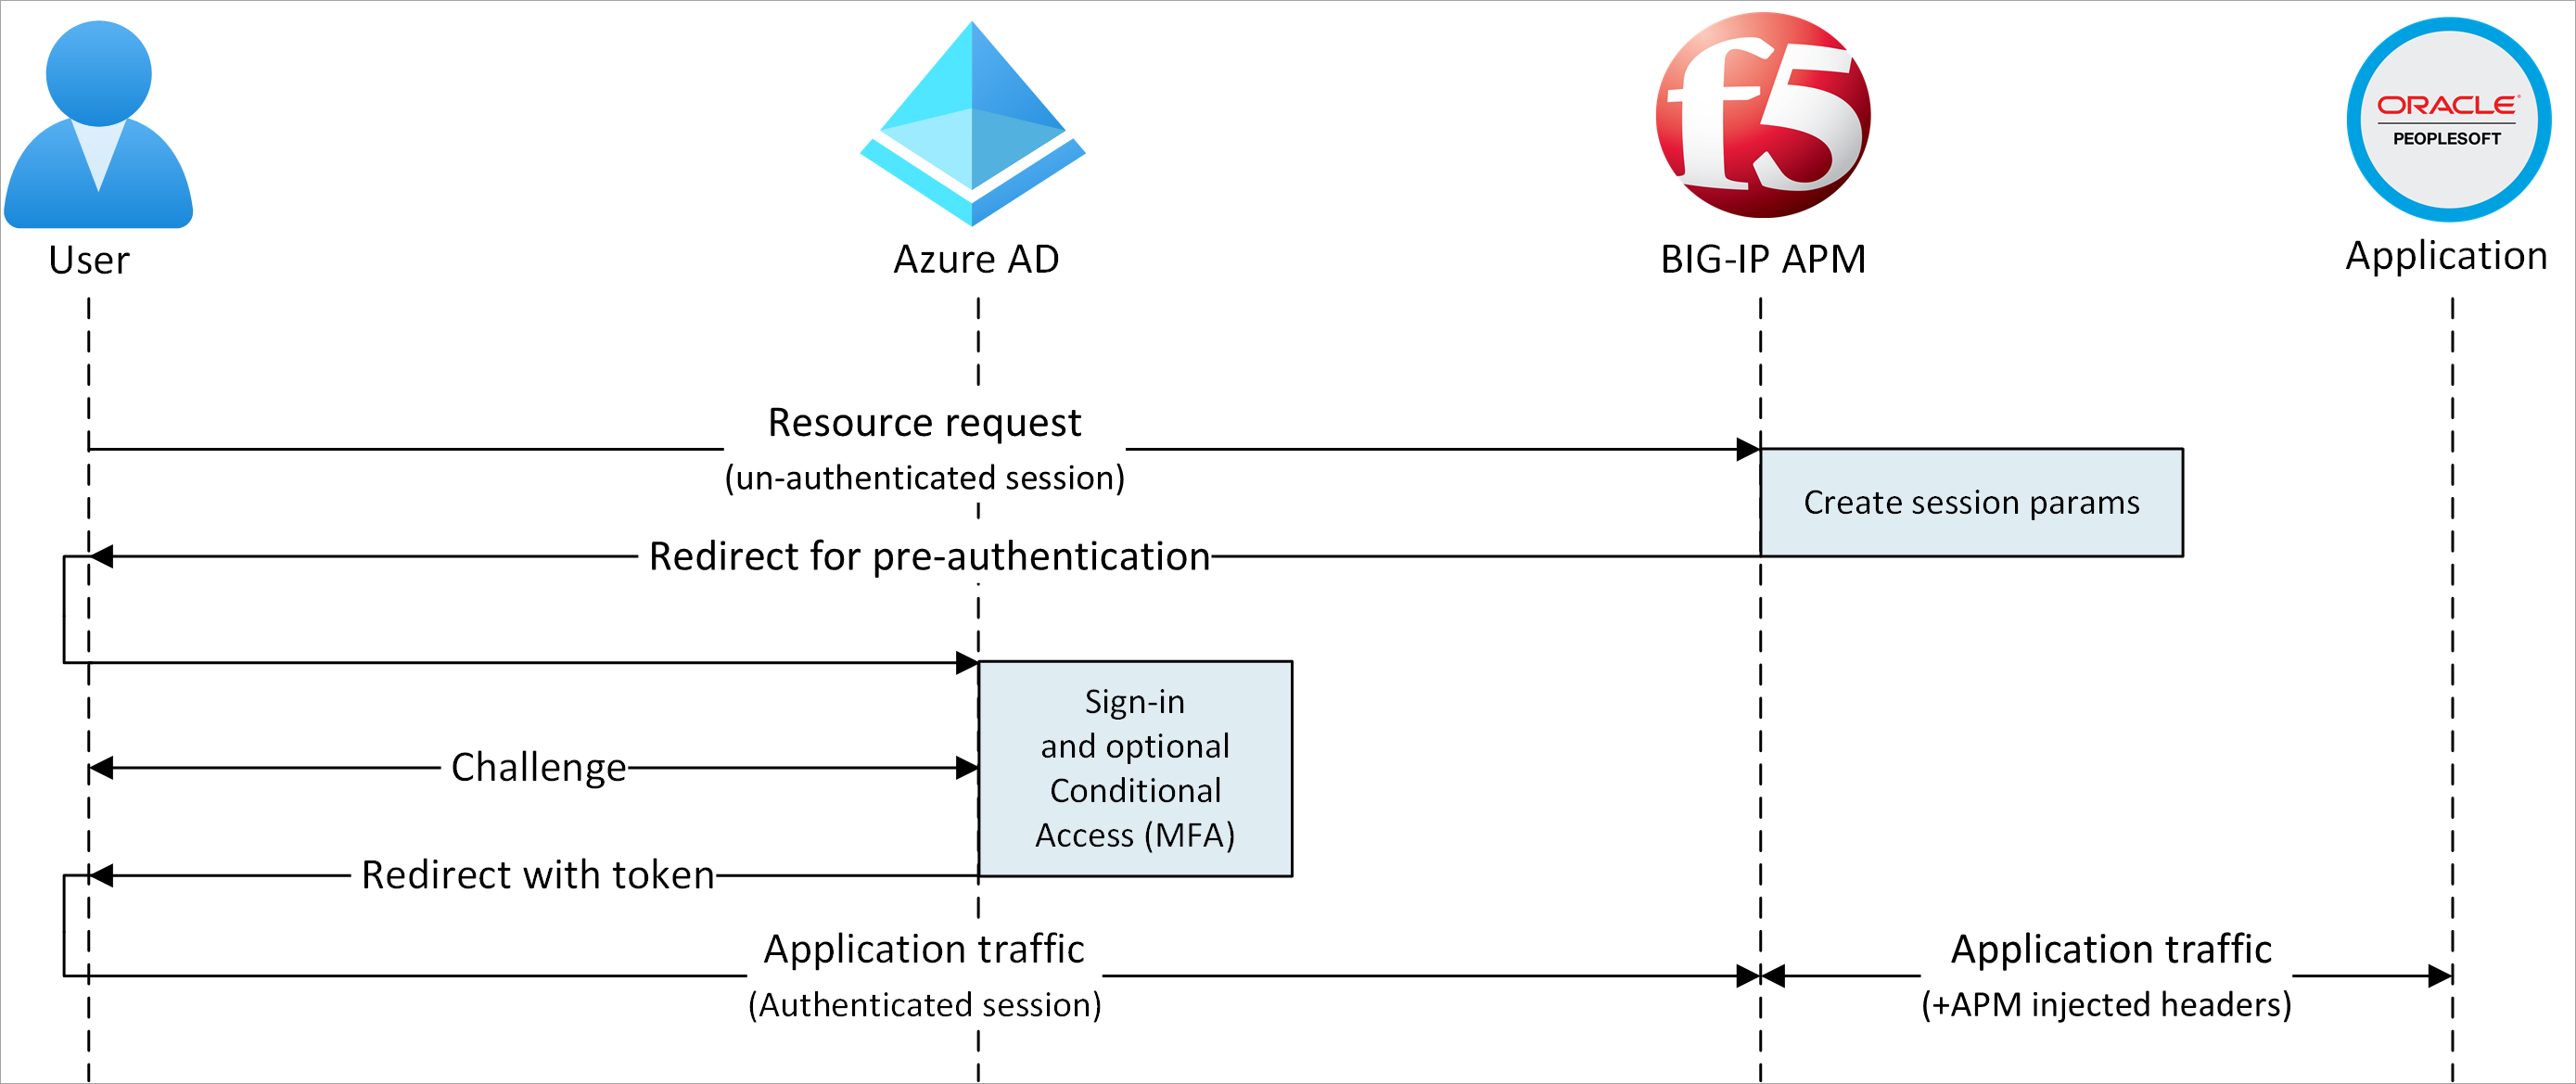 f5
ORACLE
PEOPLESOFT
User
Azure AD
BIG-IP APM
Application
Resource request
(un-authenticated session)
Create session params
Redirect for pre-authentication
Sign-in
and optional
Conditional
Access (MFA)
Challenge
Redirect with token
Application traffic
(Authenticated session)
Application traffic
(+APM injected headers)